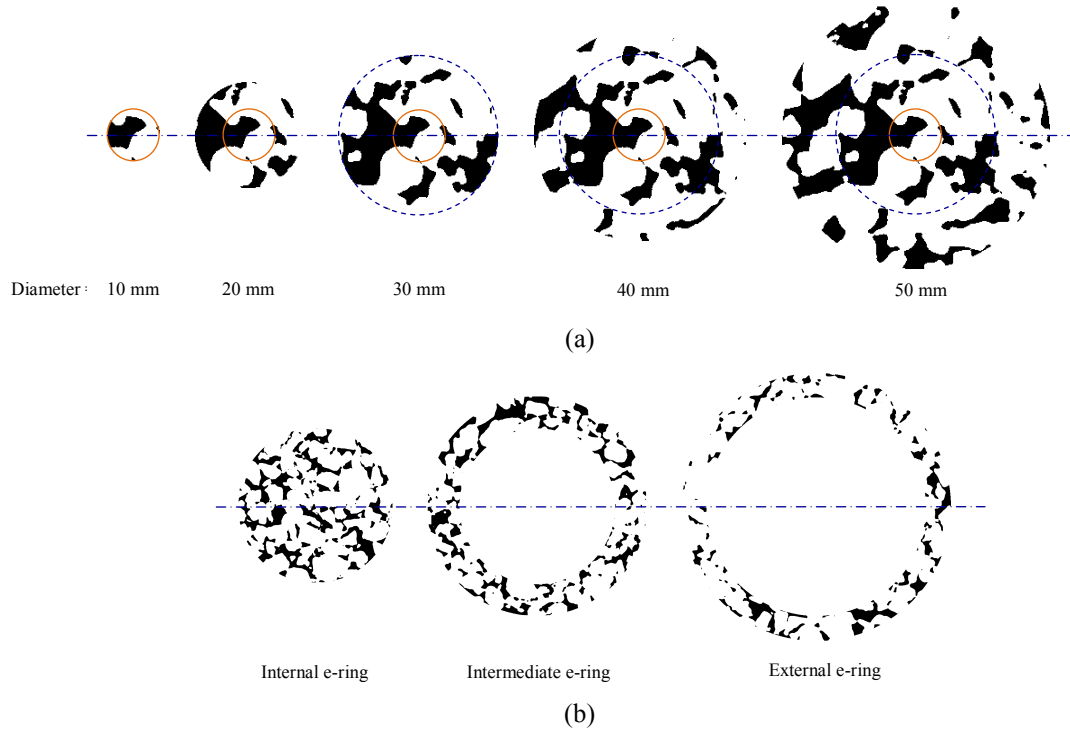 Diameter : 10 mm 20 mm 30 mm 40 mm 50 mm
(a)
Internal e-ring Intermediate e-ring External e-ring
(b)